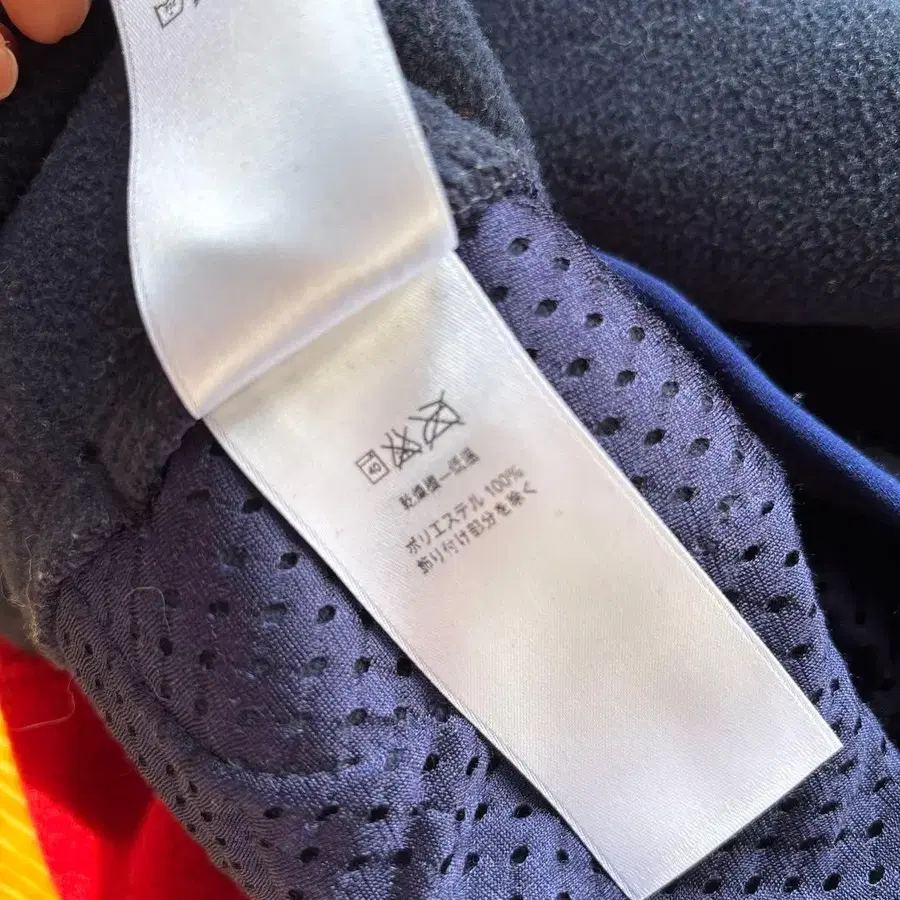 40
乾燥機ー低温
ポリエステル 100%
飾り付け部分を除く